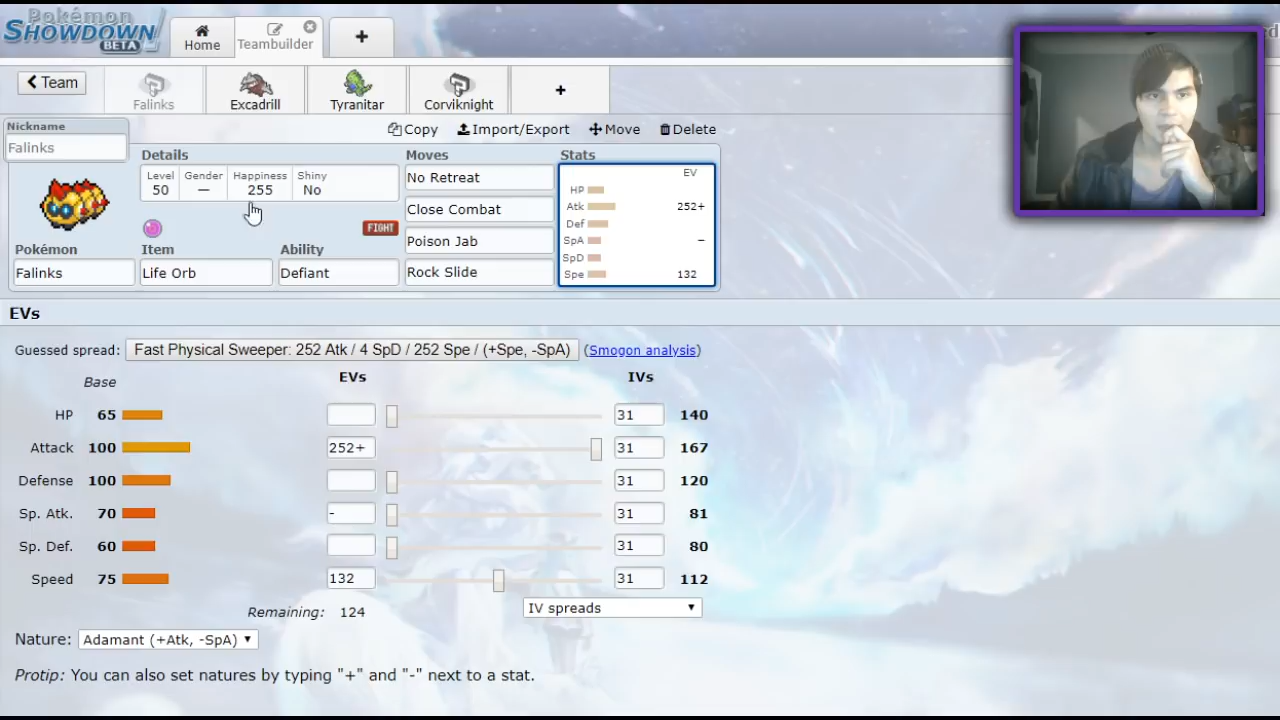 Pokémon
SHOWDOWN
BETA
Home
Teambuilder
+
Team
Falinks
Excadrill
Tyranitar
Corviknight
+
Nickname
Falinks
Copy Import/Export Move Delete
Details
Level Gender Happiness Shiny
50 — 255 No
FIGHT
Pokémon Item Ability
Falinks Life Orb Defiant
Moves
No Retreat
Close Combat
Poison Jab
Rock Slide
Stats
EV
HP
Atk 252+
Def
SpA –
SpD
Spe 132
EVs
Guessed spread: Fast Physical Sweeper: 252 Atk / 4 SpD / 252 Spe / (+Spe, -SpA) (Smogon analysis)
Base EVs IVs
HP 65 31 140
Attack 100 252+ 31 167
Defense 100 31 120
Sp. Atk. 70 - 31 81
Sp. Def. 60 31 80
Speed 75 132 31 112
Remaining: 124 IV spreads
Nature: Adamant (+Atk, -SpA)
Protip: You can also set natures by typing "+" and "-" next to a stat.